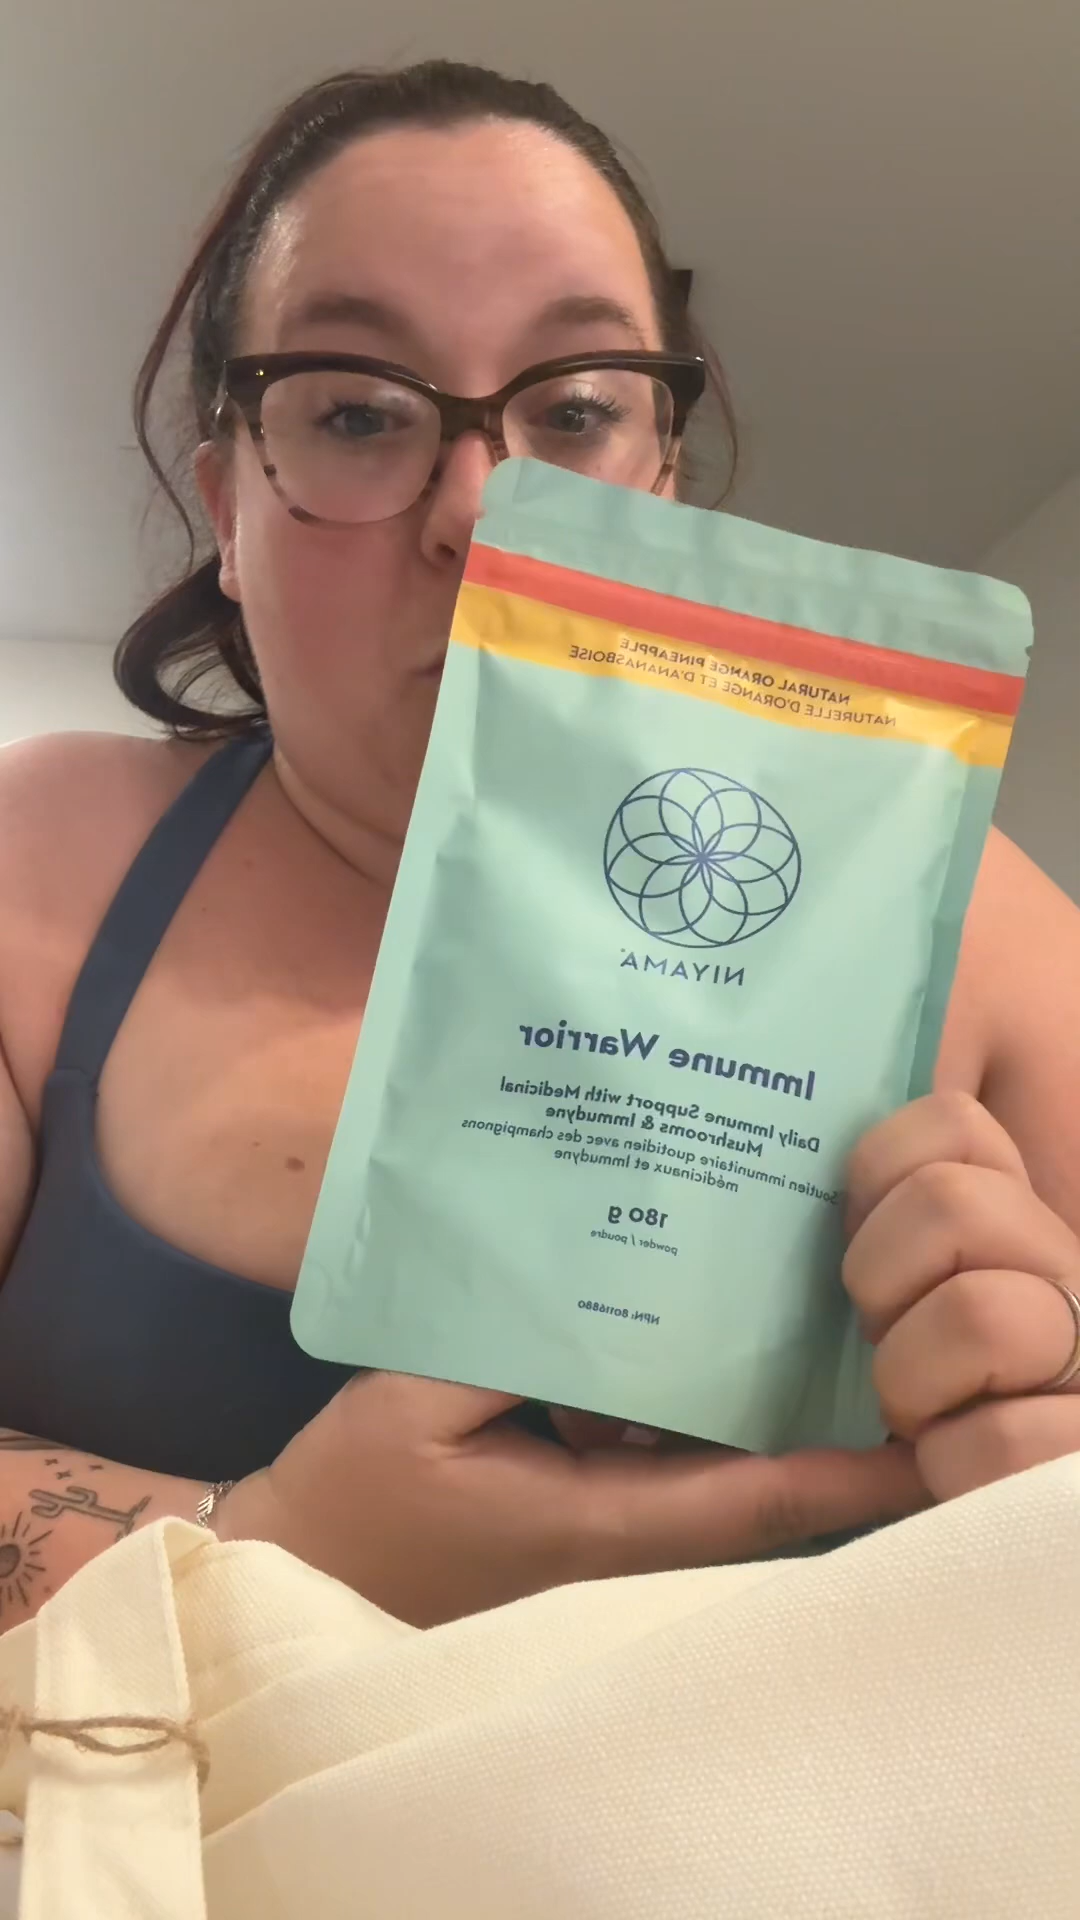 NATURAL ORANGE PINEAPPLE
NATURELLE D'ORANGE ET D'ANANASBOISE
NIYAMA
Immune Warrior
Daily Immune Support with Medicinal
Mushrooms & Immudyne
Soutien immunitaire quotidien avec des champignons
médicinaux et Immudyne
180 g
powder / poudre
NPN: 80116880